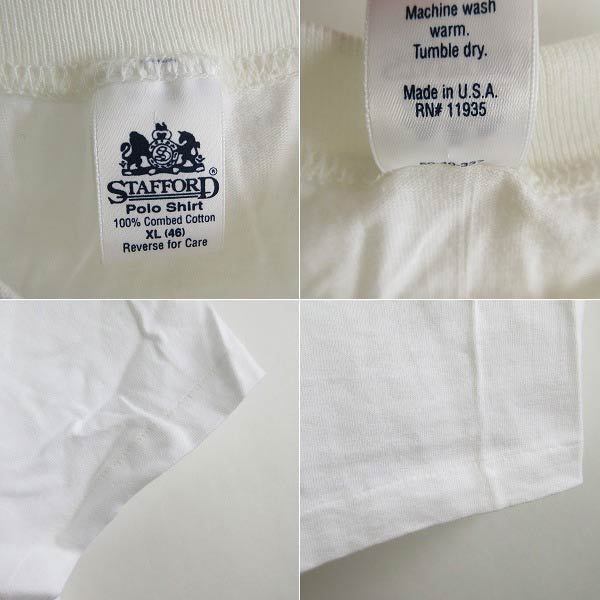 STAFFORD®
Polo Shirt
100% Combed Cotton
XL (46)
Reverse for Care
Machine wash
warm.
Tumble dry.
Made in U.S.A.
RN# 11935